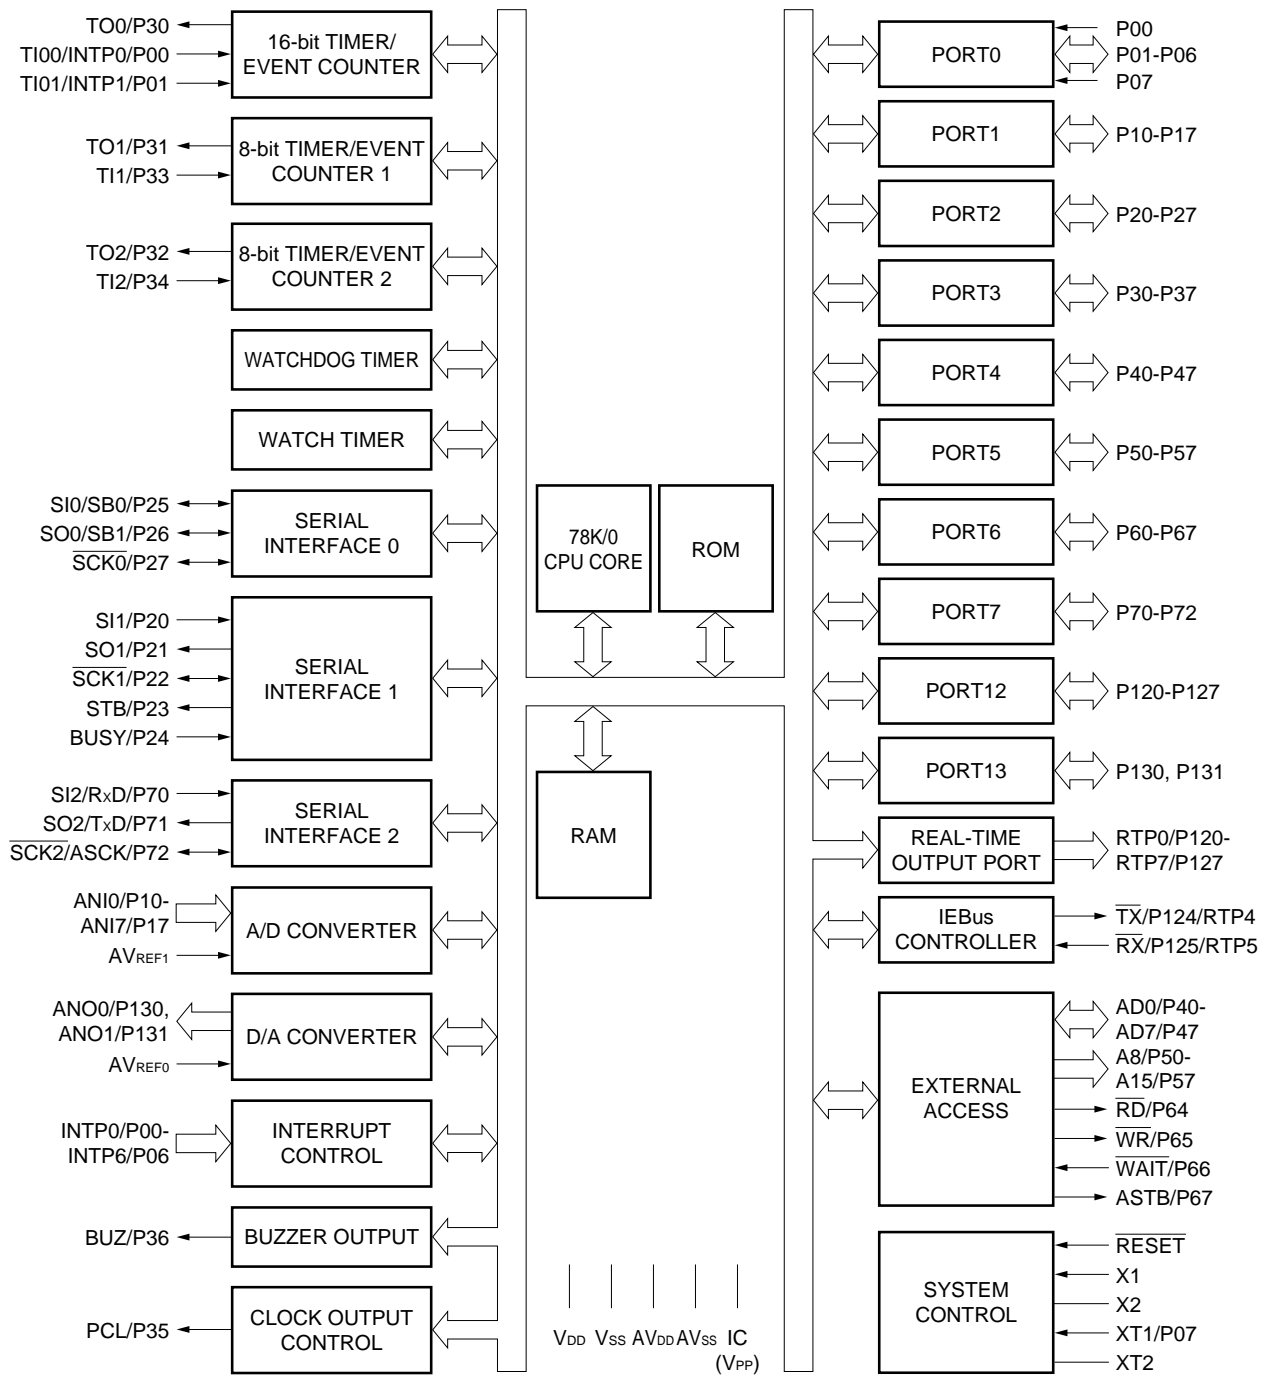 TO0/P30
TI00/INTP0/P00
TI01/INTP1/P01
16-bit TIMER/
EVENT COUNTER
TO1/P31
TI1/P33
8-bit TIMER/EVENT
COUNTER 1
TO2/P32
TI2/P34
8-bit TIMER/EVENT
COUNTER 2
WATCHDOG TIMER
WATCH TIMER
SI0/SB0/P25
SO0/SB1/P26
SCK0/P27
SERIAL
INTERFACE 0
SI1/P20
SO1/P21
SCK1/P22
STB/P23
BUSY/P24
SERIAL
INTERFACE 1
SI2/RxD/P70
SO2/TxD/P71
SCK2/ASCK/P72
SERIAL
INTERFACE 2
ANI0/P10-
ANI7/P17
AVREF1
A/D CONVERTER
ANO0/P130,
ANO1/P131
AVREF0
D/A CONVERTER
INTP0/P00-
INTP6/P06
INTERRUPT
CONTROL
BUZ/P36
BUZZER OUTPUT
PCL/P35
CLOCK OUTPUT
CONTROL
78K/0
CPU CORE
ROM
RAM
VDD VSS AVDD AVSS IC
(VPP)
PORT0
P00
P01-P06
P07
PORT1
P10-P17
PORT2
P20-P27
PORT3
P30-P37
PORT4
P40-P47
PORT5
P50-P57
PORT6
P60-P67
PORT7
P70-P72
PORT12
P120-P127
PORT13
P130, P131
REAL-TIME
OUTPUT PORT
RTP0/P120-
RTP7/P127
IEBus
CONTROLLER
TX/P124/RTP4
RX/P125/RTP5
EXTERNAL
ACCESS
AD0/P40-
AD7/P47
A8/P50-
A15/P57
RD/P64
WR/P65
WAIT/P66
ASTB/P67
SYSTEM
CONTROL
RESET
X1
X2
XT1/P07
XT2